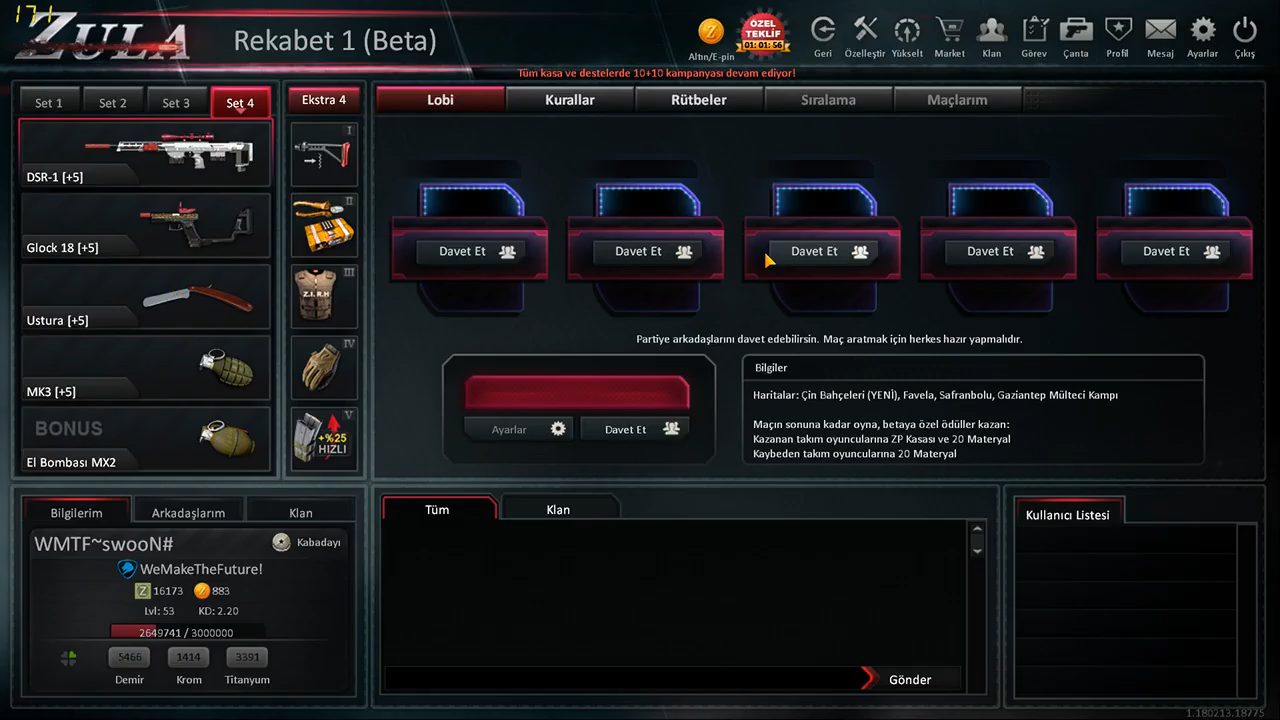 171
ZULA
Rekabet 1 (Beta)
ÖZEL
TEKLİF
01:01:56
Altın/E-pin
Geri
Özelleştir
Yükselt
Market
Klan
Görev
Çanta
Profil
Mesaj
Ayarlar
Çıkış
Tüm kasa ve destelerde 10+10 kampanyası devam ediyor!
Set 1
Set 2
Set 3
Set 4
Ekstra 4
Lobi
Kurallar
Rütbeler
Sıralama
Maçlarım
DSR-1 [+5]
Glock 18 [+5]
Ustura [+5]
MK3 [+5]
BONUS
El Bombası MX2
I
II
III
Z.I.R.H
IV
V
+%25
HIZLI
Davet Et
Davet Et
Davet Et
Davet Et
Davet Et
Partiye arkadaşlarını davet edebilirsin. Maç aratmak için herkes hazır yapmalıdır.
Ayarlar
Davet Et
Bilgiler
Haritalar: Çin Bahçeleri (YENİ), Favela, Safranbolu, Gaziantep Mülteci Kampı
Maçın sonuna kadar oyna, betaya özel ödüller kazan:
Kazanan takım oyuncularına ZP Kasası ve 20 Materyal
Kaybeden takım oyuncularına 20 Materyal
Bilgilerim
Arkadaşlarım
Klan
WMTF~swooN#
Kabadayı
WeMakeTheFuture!
16173
883
Lvl: 53
KD: 2.20
2649741 / 3000000
5466
1414
3391
Demir
Krom
Titanyum
Tüm
Klan
Gönder
Kullanıcı Listesi
1.180213.18775